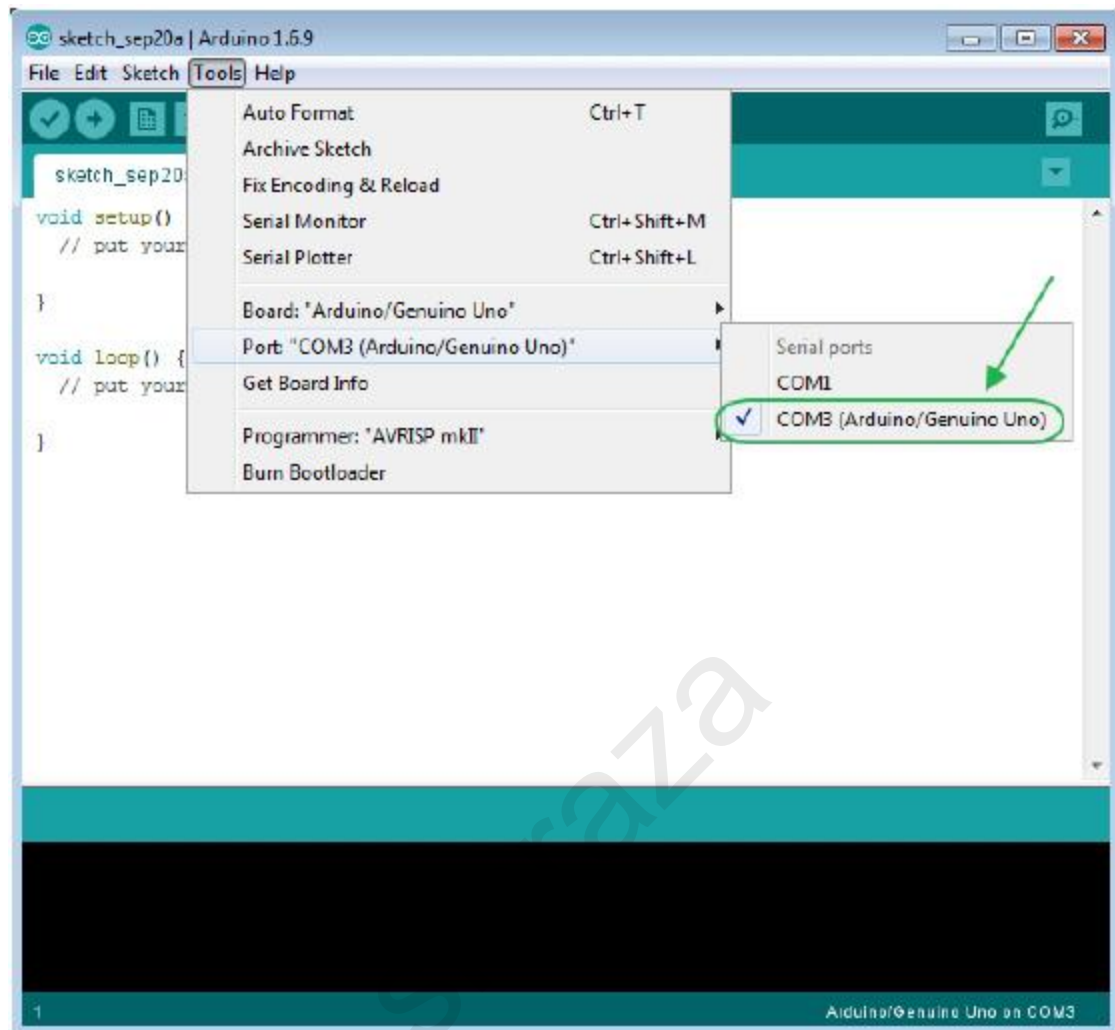 sketch_sep20a | Arduino 1.6.9
File Edit Sketch Tools Help
Auto Format Ctrl+T
Archive Sketch
Fix Encoding & Reload
Serial Monitor Ctrl+Shift+M
Serial Plotter Ctrl+Shift+L
Board: "Arduino/Genuino Uno"
Port: "COM3 (Arduino/Genuino Uno)"
Get Board Info
Programmer: "AVRISP mkII"
Burn Bootloader
Serial ports
COM1
COM3 (Arduino/Genuino Uno)
sketch_sep20
void setup()
// put your
}
void loop() {
// put your
}
1
Arduino/Genuino Uno on COM3